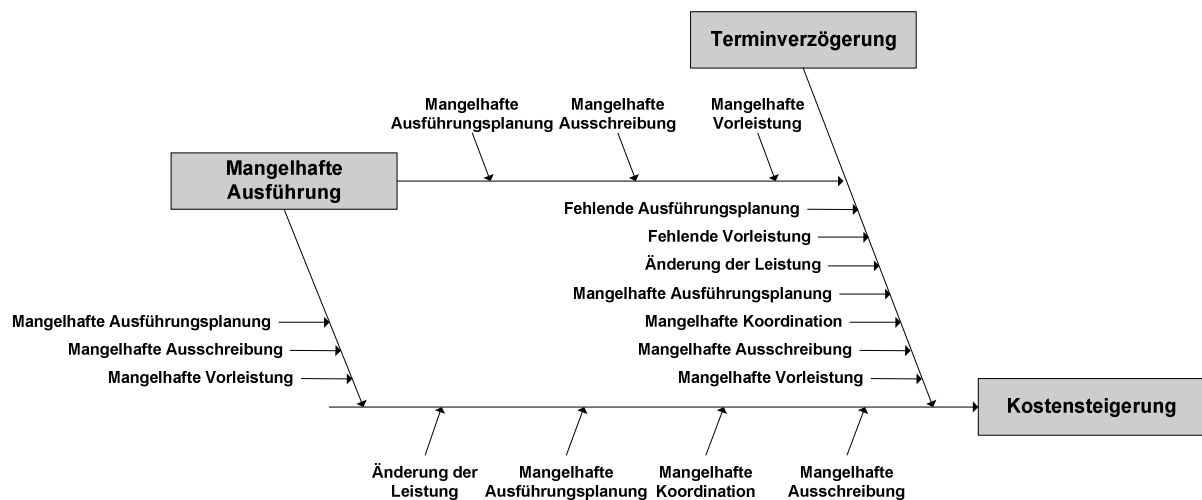 Terminverzögerung
Mangelhafte
Ausführungsplanung
Mangelhafte
Ausschreibung
Mangelhafte
Vorleistung
Mangelhafte
Ausführung
Fehlende Ausführungsplanung
Fehlende Vorleistung
Änderung der Leistung
Mangelhafte Ausführungsplanung
Mangelhafte Koordination
Mangelhafte Ausschreibung
Mangelhafte Vorleistung
Mangelhafte Ausführungsplanung
Mangelhafte Ausschreibung
Mangelhafte Vorleistung
Kostensteigerung
Änderung der
Leistung
Mangelhafte
Ausführungsplanung
Mangelhafte
Koordination
Mangelhafte
Ausschreibung